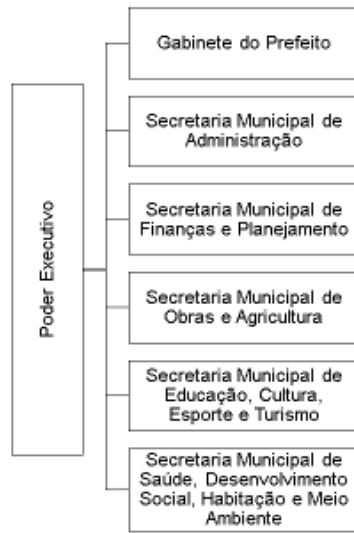 Poder Executivo
Gabinete do Prefeito
Secretaria Municipal de
Administração
Secretaria Municipal de
Finanças e Planejamento
Secretaria Municipal de
Obras e Agricultura
Secretaria Municipal de
Educação, Cultura,
Esporte e Turismo
Secretaria Municipal de
Saúde, Desenvolvimento
Social, Habitação e Meio
Ambiente